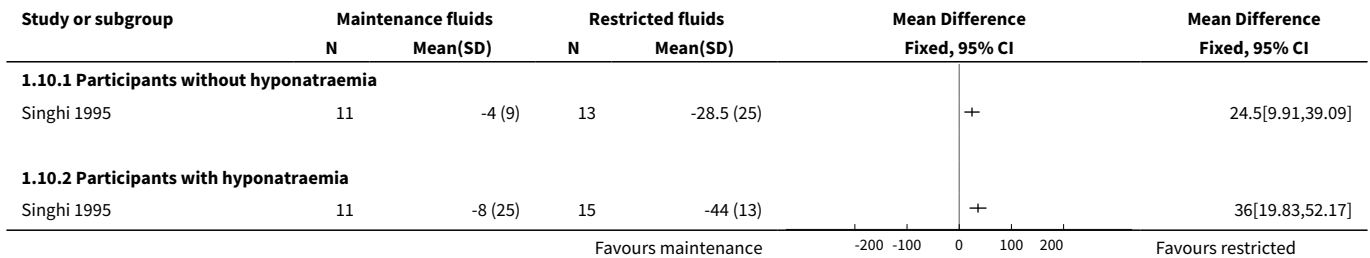 Study or subgroup Maintenance fluids Restricted fluids Mean Difference Mean Difference
N Mean(SD) N Mean(SD) Fixed, 95% CI Fixed, 95% CI
1.10.1 Participants without hyponatraemia
Singhi 1995 11 -4 (9) 13 -28.5 (25) 24.5[9.91,39.09]
1.10.2 Participants with hyponatraemia
Singhi 1995 11 -8 (25) 15 -44 (13) 36[19.83,52.17]
Favours maintenance -200 -100 0 100 200 Favours restricted